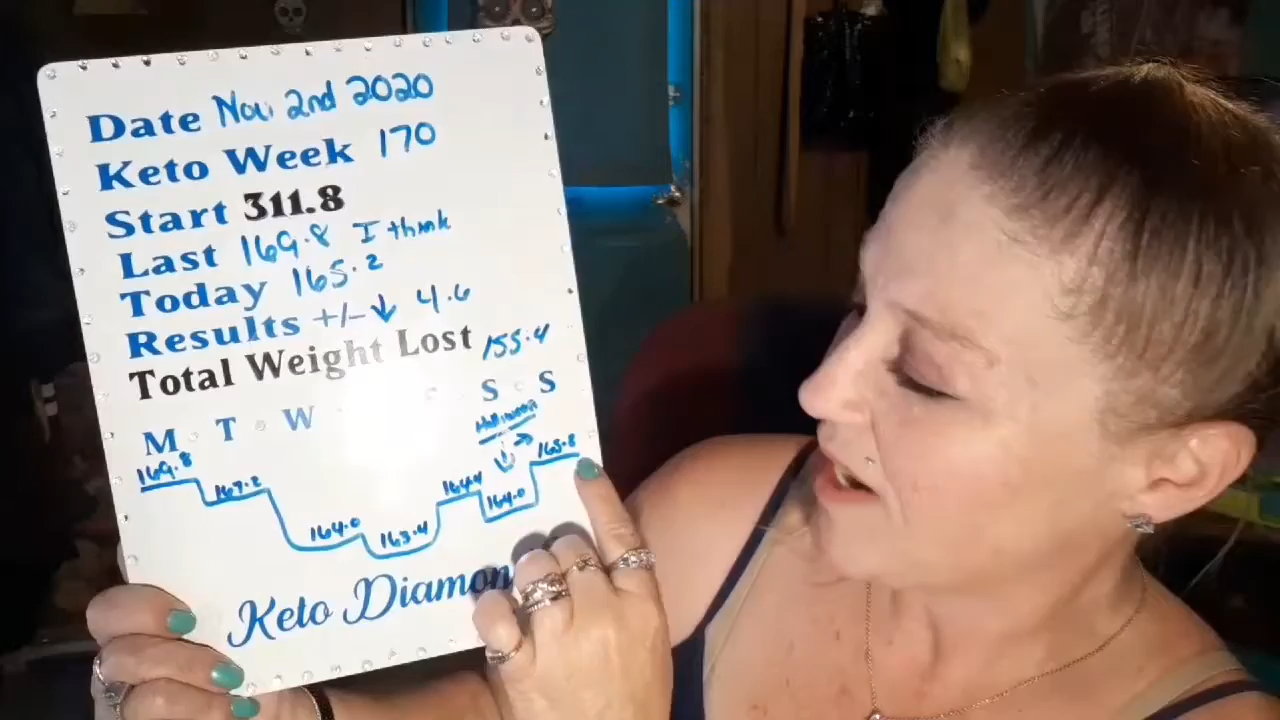 Date Nov 2nd 2020
Keto Week 170
Start 311.8
Last 169.8 I think
Today 165.2
Results +/- ↓ 4.6
Total Weight Lost 155.4
M T W S S
Halloween
169.8 167.2 164.0 163.4 164.4 164.0 165.8
Keto Diamon